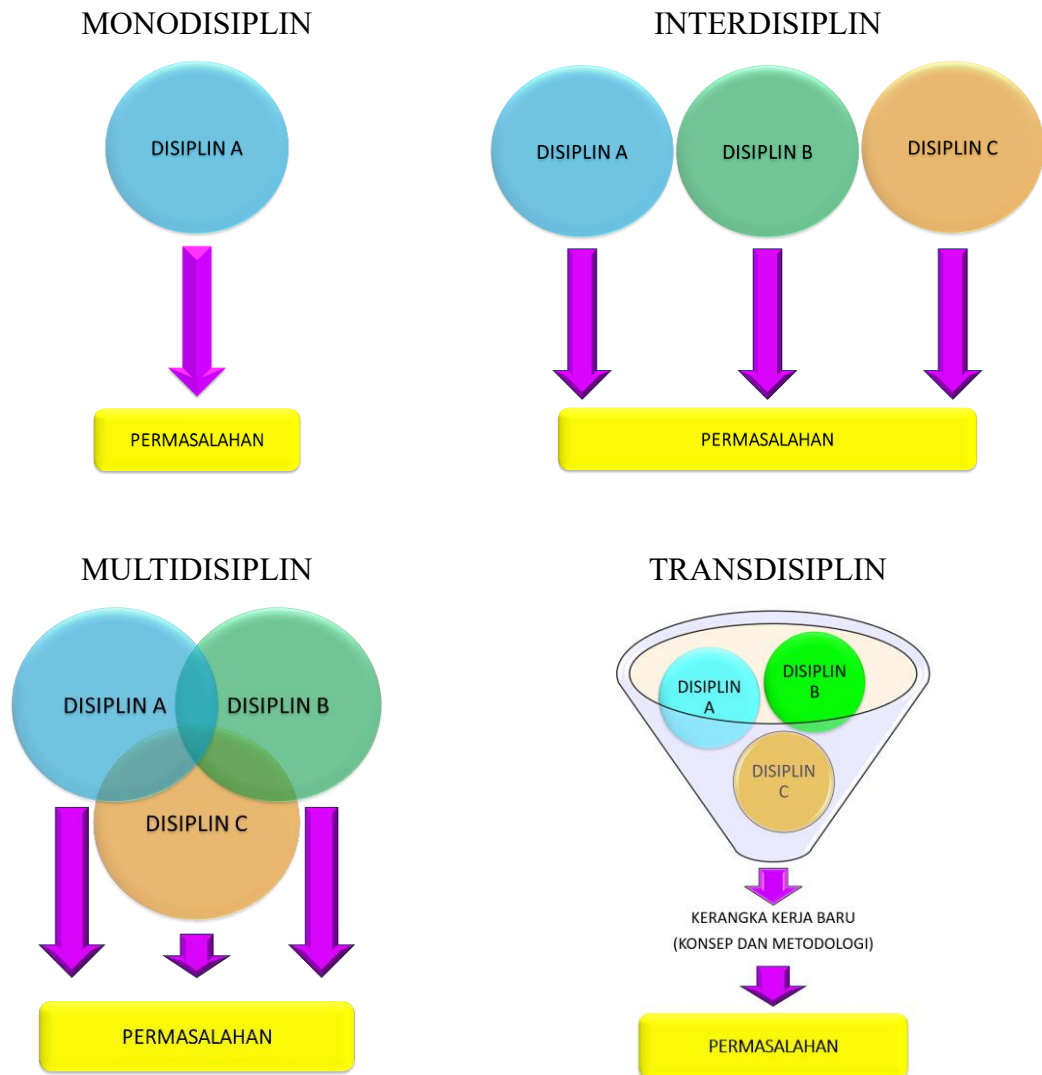 MONODISIPLIN
DISIPLIN A
PERMASALAHAN
INTERDISIPLIN
DISIPLIN A
DISIPLIN B
DISIPLIN C
PERMASALAHAN
MULTIDISIPLIN
DISIPLIN A
DISIPLIN B
DISIPLIN C
PERMASALAHAN
TRANSDISIPLIN
DISIPLIN
A
DISIPLIN
B
DISIPLIN
C
KERANGKA KERJA BARU
(KONSEP DAN METODOLOGI)
PERMASALAHAN